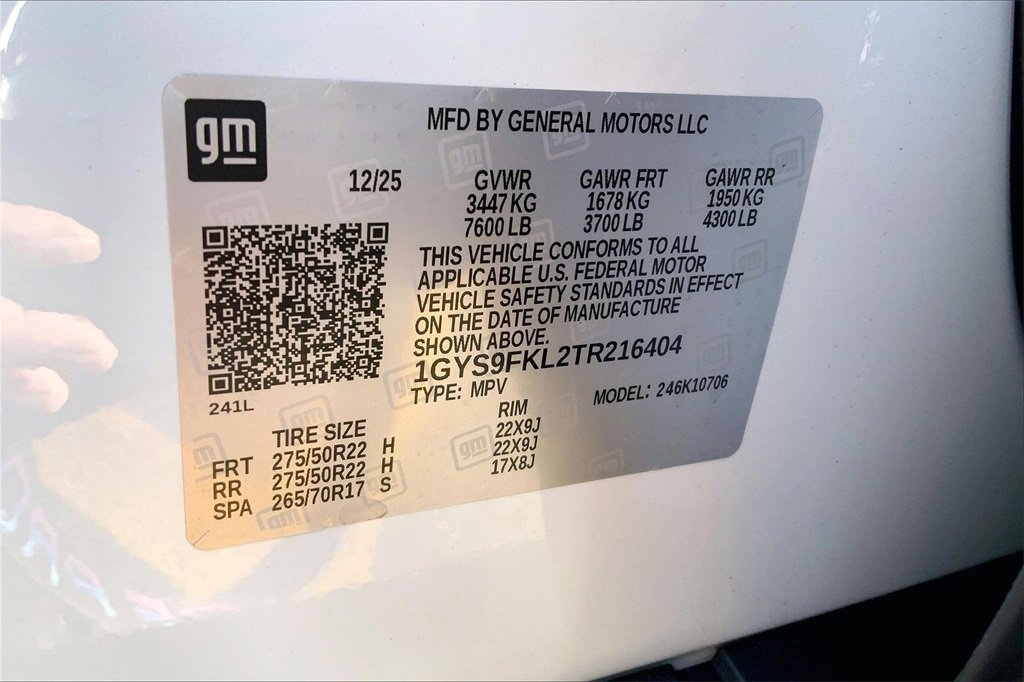 gm
MFD BY GENERAL MOTORS LLC
12/25 GVWR GAWR FRT GAWR RR
3447 KG 1678 KG 1950 KG
7600 LB 3700 LB 4300 LB
THIS VEHICLE CONFORMS TO ALL
APPLICABLE U.S. FEDERAL MOTOR
VEHICLE SAFETY STANDARDS IN EFFECT
ON THE DATE OF MANUFACTURE
SHOWN ABOVE.
1GYS9FKL2TR216404
TYPE: MPV MODEL: 246K10706
241L
TIRE SIZE RIM
FRT 275/50R22 H 22X9J
RR 275/50R22 H 22X9J
SPA 265/70R17 S 17X8J